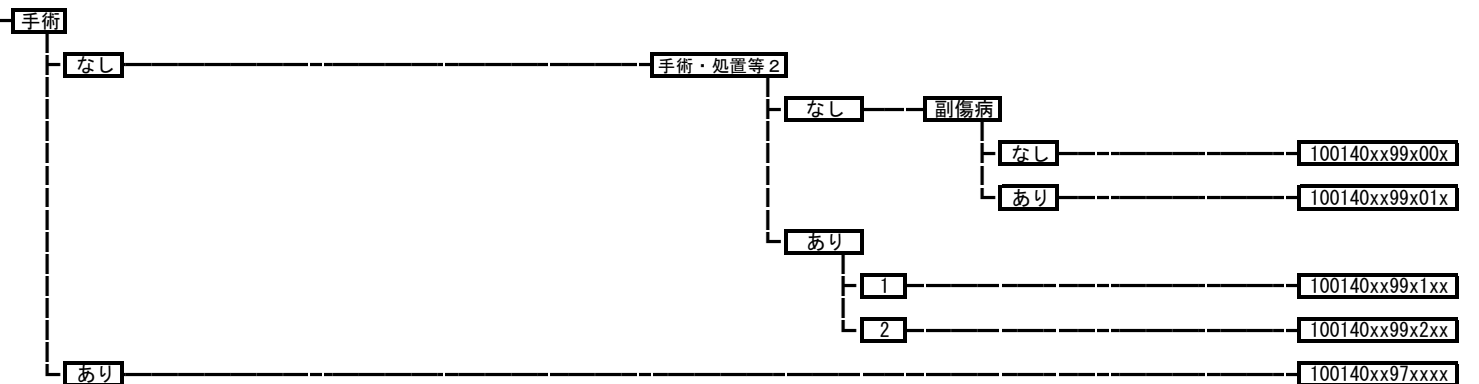 手術
なし 手術・処置等2
なし 副傷病
なし 100140xx99x00x
あり 100140xx99x01x
あり
1 100140xx99x1xx
2 100140xx99x2xx
あり 100140xx97xxxx